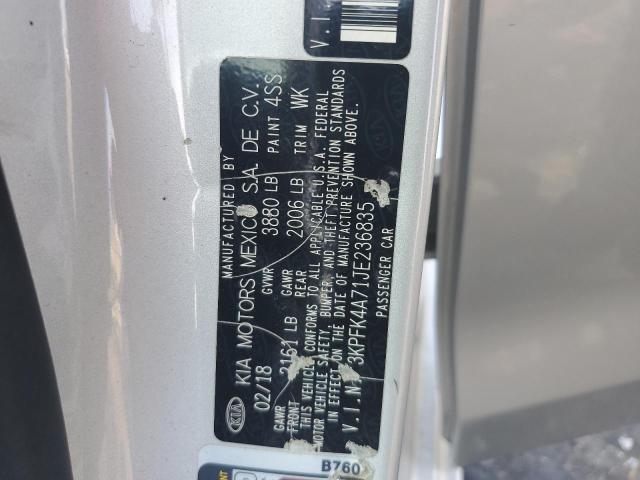 MANUFACTURED BY
KIA KIA MOTORS MEXICO S.A. DE C.V.
02/18 GVWR 3880 LB PAINT 4SS
GAWR FRONT 2161 LB GAWR REAR 2006 LB TRIM WK
THIS VEHICLE CONFORMS TO ALL APPLICABLE U.S.A. FEDERAL
MOTOR VEHICLE SAFETY, BUMPER, AND THEFT PREVENTION STANDARDS
IN EFFECT ON THE DATE OF MANUFACTURE SHOWN ABOVE.
V.I.N. 3KPFK4A71JE236835
PASSENGER CAR
V.I
B760